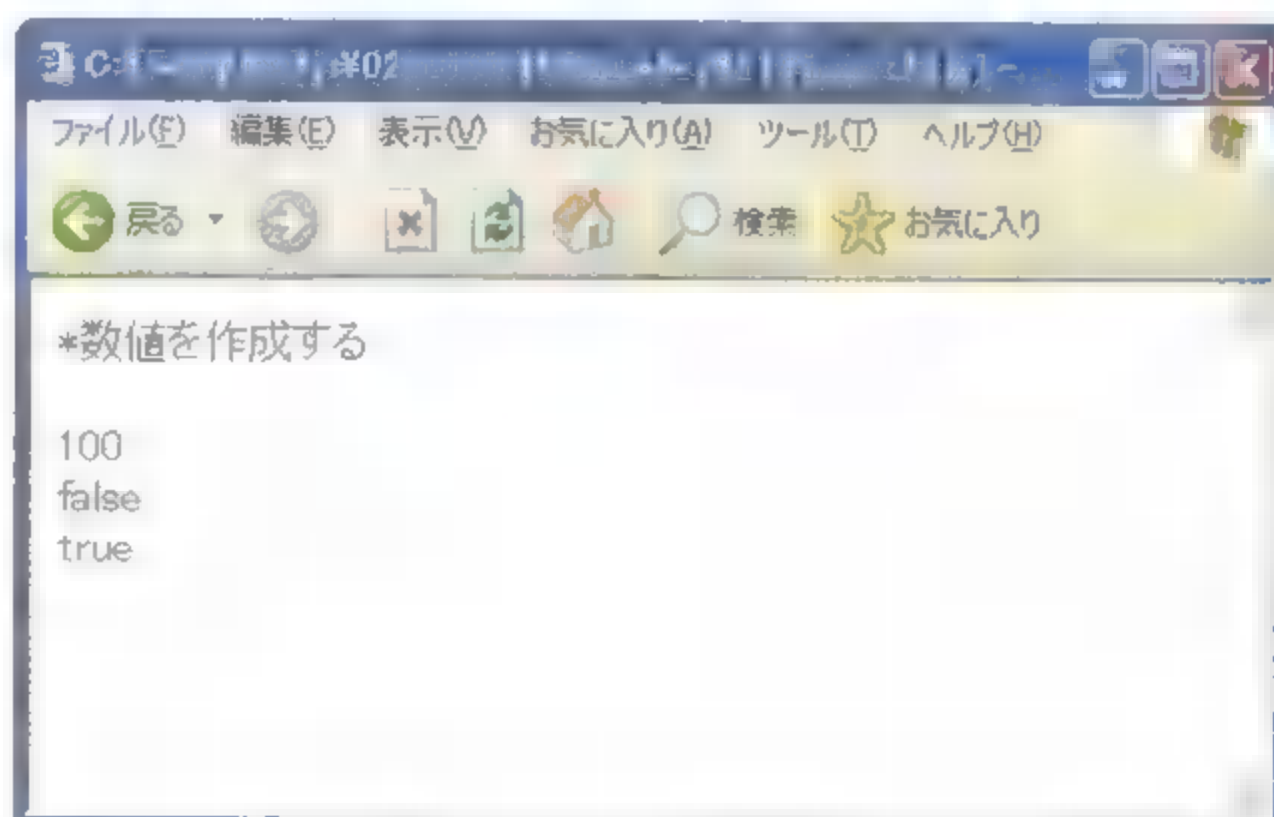 ファイル(F) 編集(E) 表示(V) お気に入り(A) ツール(T) ヘルプ(H)
戻る 検索 お気に入り
*数値を作成する
100
false
true